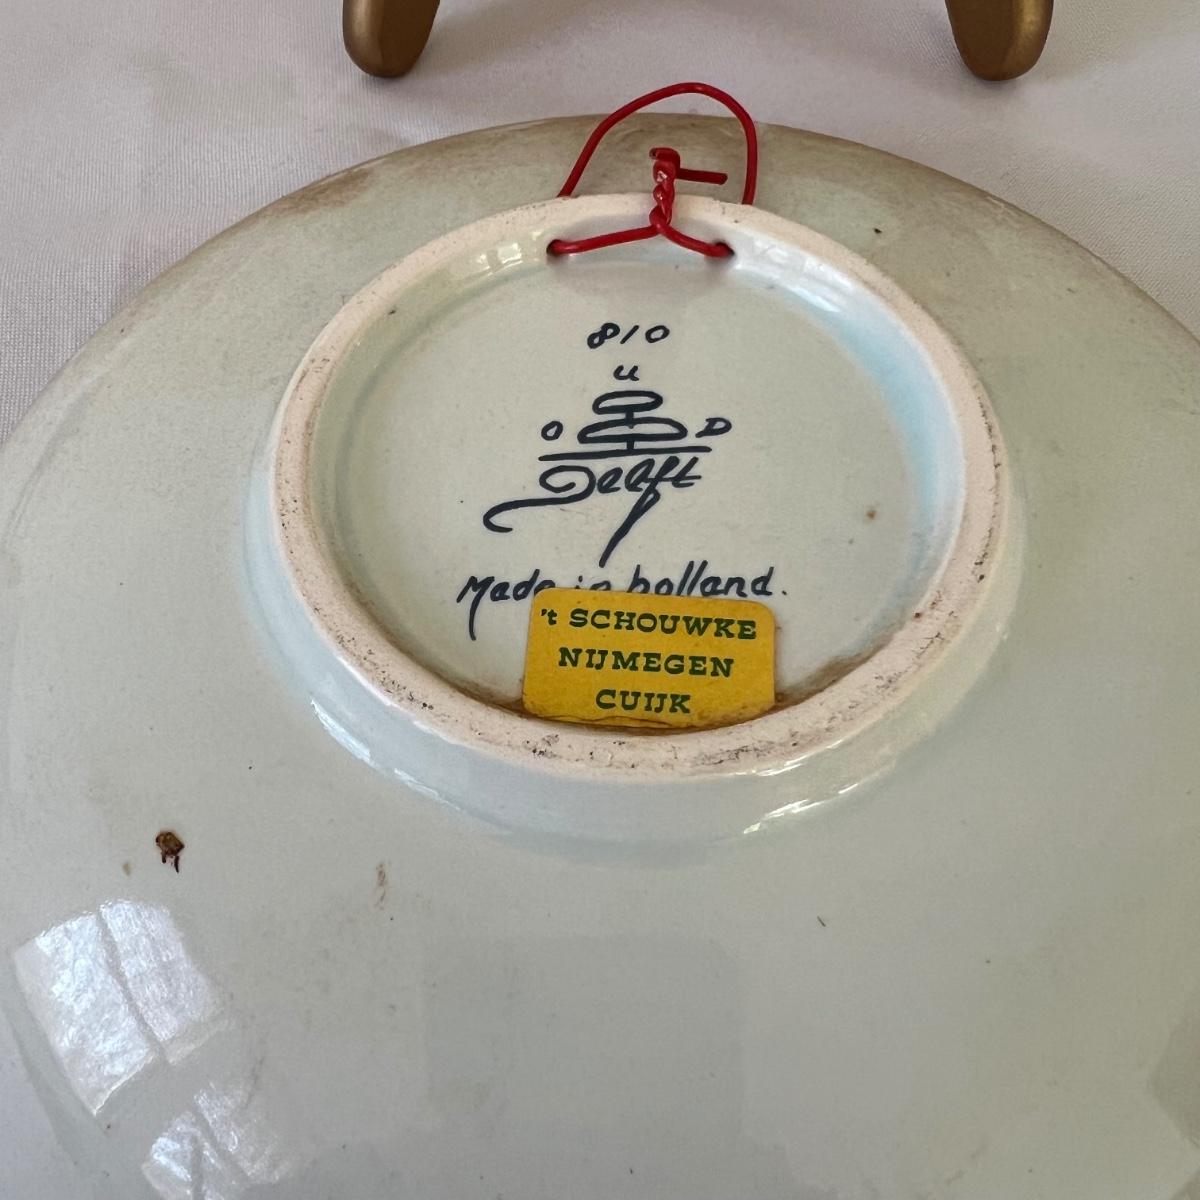 810
u
O D
Delft
Made in holland.
't SCHOUWKE
NIJMEGEN
CUIJK